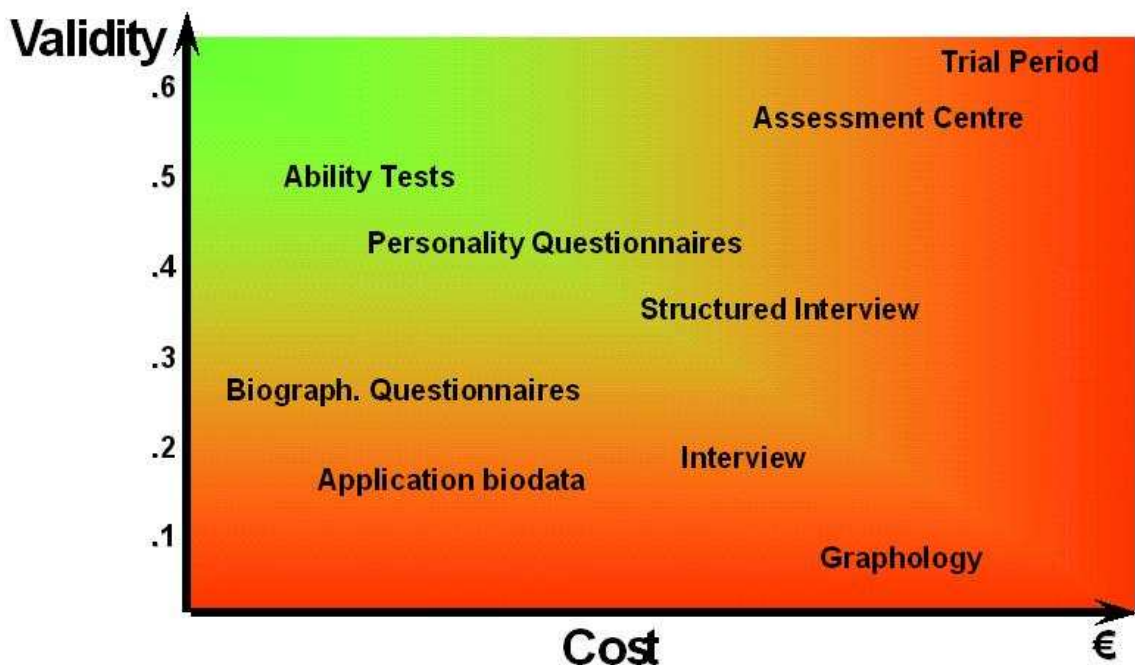 Validity
.6
Trial Period
Assessment Centre
.5
Ability Tests
Personality Questionnaires
.4
Structured Interview
.3
Biograph. Questionnaires
.2
Interview
Application biodata
.1
Graphology
Cost
€